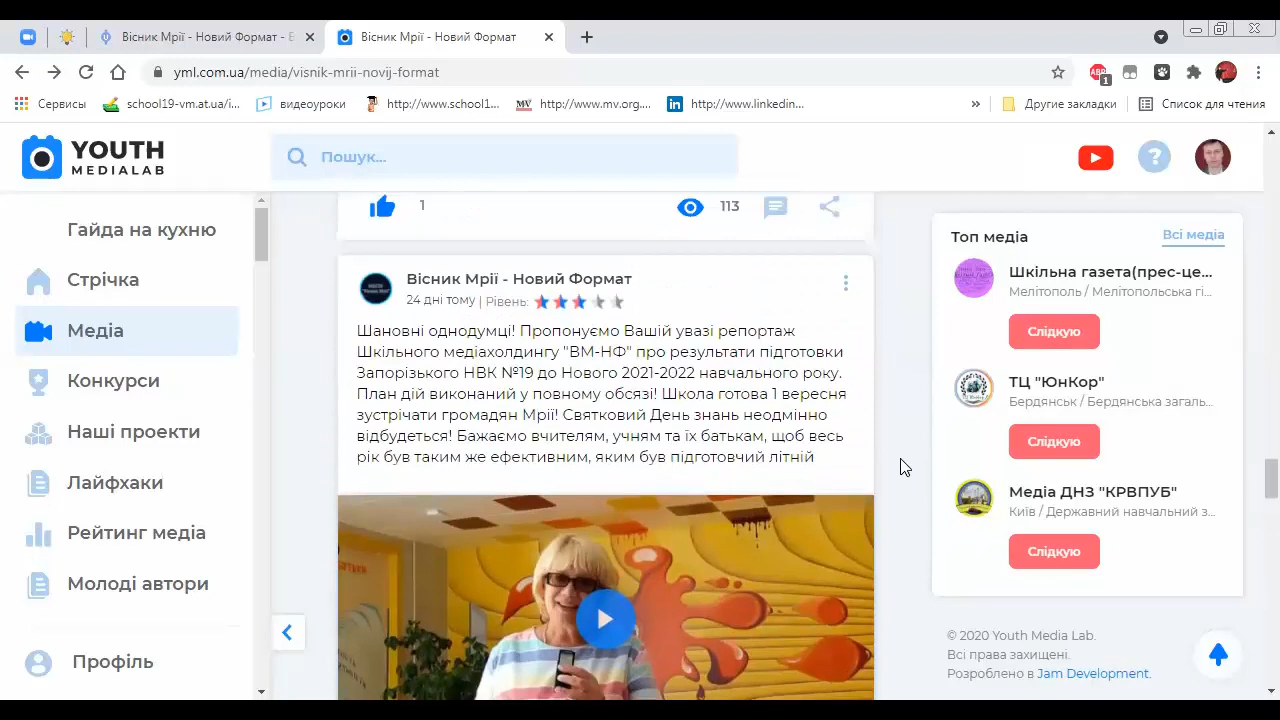 Вісник Мрії - Новий Формат - Е
Вісник Мрії - Новий Формат
yml.com.ua/media/visnik-mrii-novij-format
ABP
1
Сервисы
school19-vm.at.ua/i...
видеоуроки
http://www.school1...
MV
http://www.mv.org....
in
http://www.linkedin...
»
Другие закладки
Список для чтения
YOUTH
MEDIALAB
Пошук...
?
Гайда на кухню
Стрічка
Медіа
Конкурси
Наші проекти
Лайфхаки
Рейтинг медіа
Молоді автори
Профіль
1
113
Вісник Мрії - Новий Формат
24 дні тому | Рівень:
Шановні однодумці! Пропонуємо Вашій увазі репортаж
Шкільного медіахолдингу "ВМ-НФ" про результати підготовки
Запорізького НВК №19 до Нового 2021-2022 навчального року.
План дій виконаний у повному обсязі! Школа готова 1 вересня
зустрічати громадян Мрії! Святковий День знань неодмінно
відбудеться! Бажаємо вчителям, учням та їх батькам, щоб весь
рік був таким же ефективним, яким був підготовчий літній
Топ медіа
Всі медіа
Шкільна газета(прес-це...
Мелітополь / Мелітопольська гі...
Слідкую
ТЦ "ЮнКор"
Бердянськ / Бердянська загаль...
Слідкую
Медіа ДНЗ "КРВПУБ"
Київ / Державний навчальний з...
Слідкую
© 2020 Youth Media Lab.
Всі права захищені.
Розроблено в Jam Development.